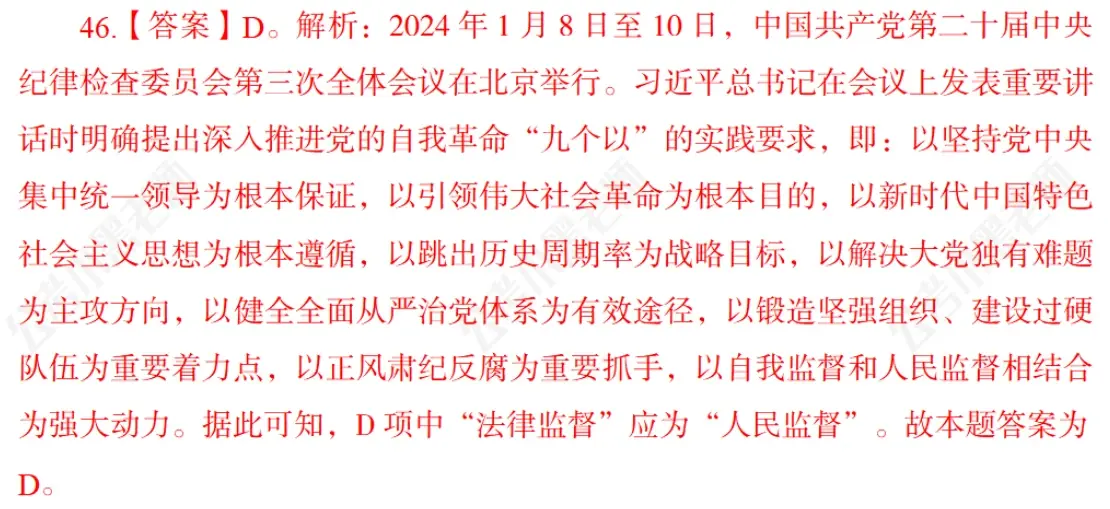 46.【答案】D。解析：2024 年 1 月 8 日至 10 日，中国共产党第二十届中央
纪律检查委员会第三次全体会议在北京举行。习近平总书记在会议上发表重要讲
话时明确提出深入推进党的自我革命“九个以”的实践要求，即：以坚持党中央
集中统一领导为根本保证，以引领伟大社会革命为根本目的，以新时代中国特色
社会主义思想为根本遵循，以跳出历史周期率为战略目标，以解决大党独有难题
为主攻方向，以健全全面从严治党体系为有效途径，以锻造坚强组织、建设过硬
队伍为重要着力点，以正风肃纪反腐为重要抓手，以自我监督和人民监督相结合
为强大动力。据此可知，D 项中“法律监督”应为“人民监督”。故本题答案为
D。